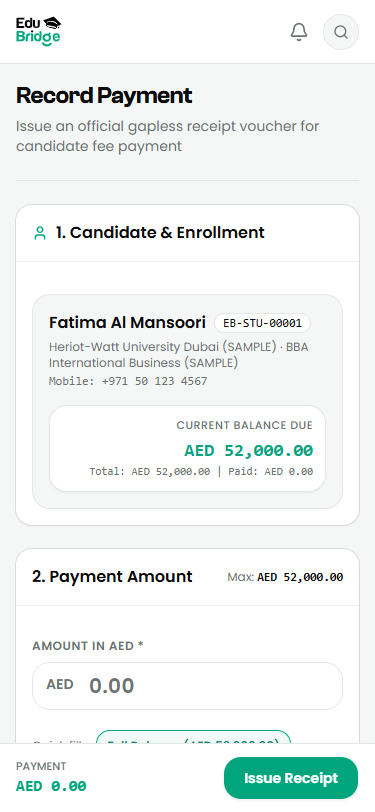 Edu
Bridge
Record Payment
Issue an official gapless receipt voucher for
candidate fee payment
1. Candidate & Enrollment
Fatima Al Mansoori EB-STU-00001
Heriot-Watt University Dubai (SAMPLE) · BBA
International Business (SAMPLE)
Mobile: +971 50 123 4567
CURRENT BALANCE DUE
AED 52,000.00
Total: AED 52,000.00 | Paid: AED 0.00
2. Payment Amount Max: AED 52,000.00
AMOUNT IN AED *
AED 0.00
PAYMENT
AED 0.00
Issue Receipt